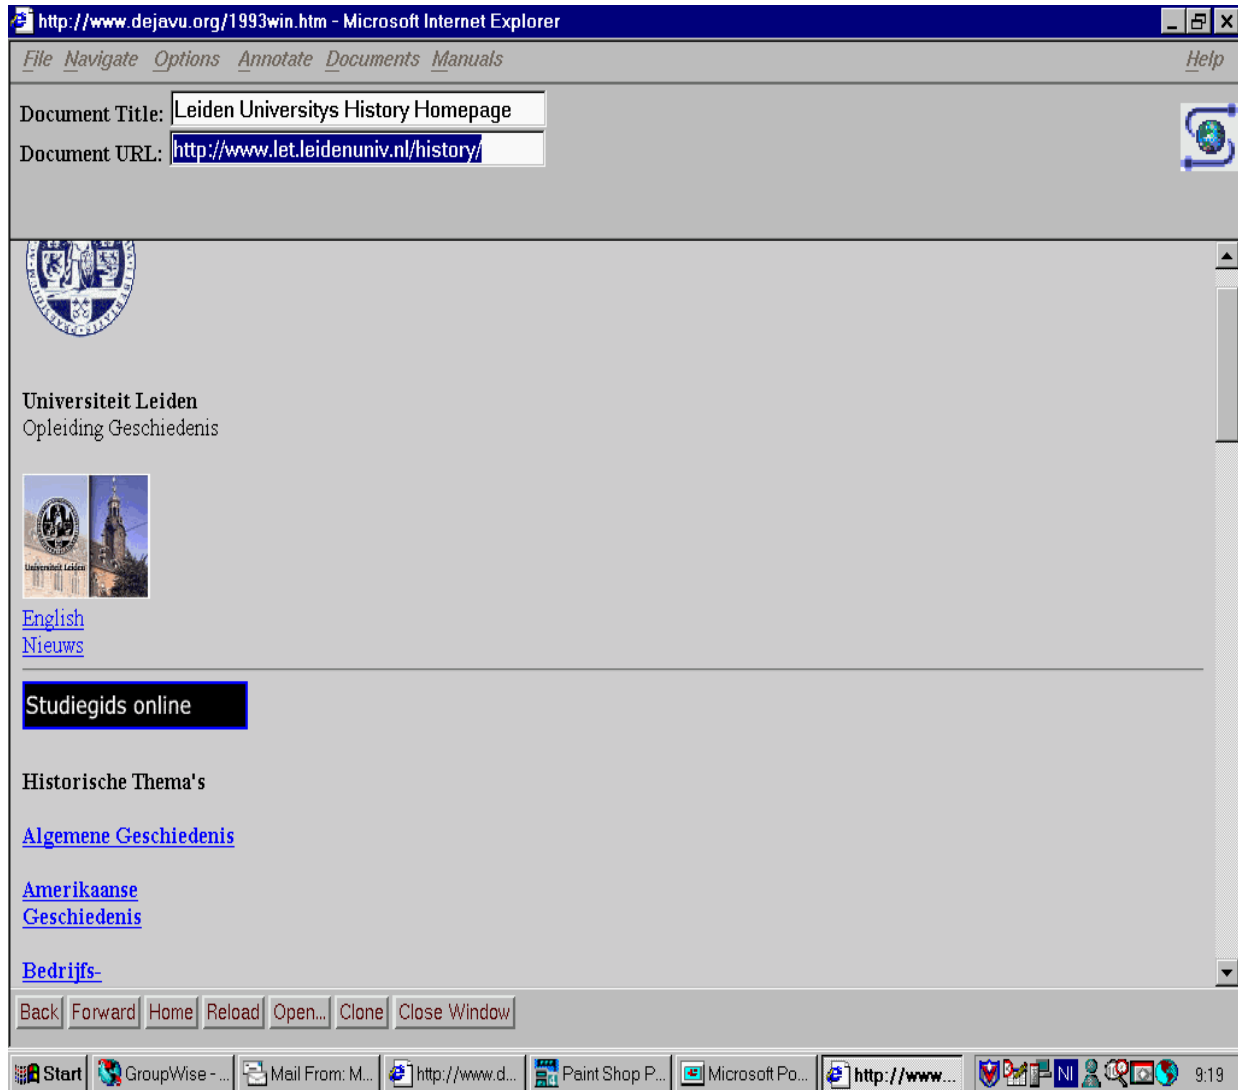 http://www.dejavu.org/1993win.htm - Microsoft Internet Explorer
File Navigate Options Annotate Documents Manuals Help
Document Title: Leiden Universitys History Homepage
Document URL: http://www.let.leidenuniv.nl/history/
Universiteit Leiden
Opleiding Geschiedenis
Universiteit Leiden
English
Nieuws
Studiegids online
Historische Thema's
Algemene Geschiedenis
Amerikaanse
Geschiedenis
Bedrijfs-
Back Forward Home Reload Open... Clone Close Window
Start GroupWise - ... Mail From: M... http://www.d... Paint Shop P... Microsoft Po... http://www... NI 9:19